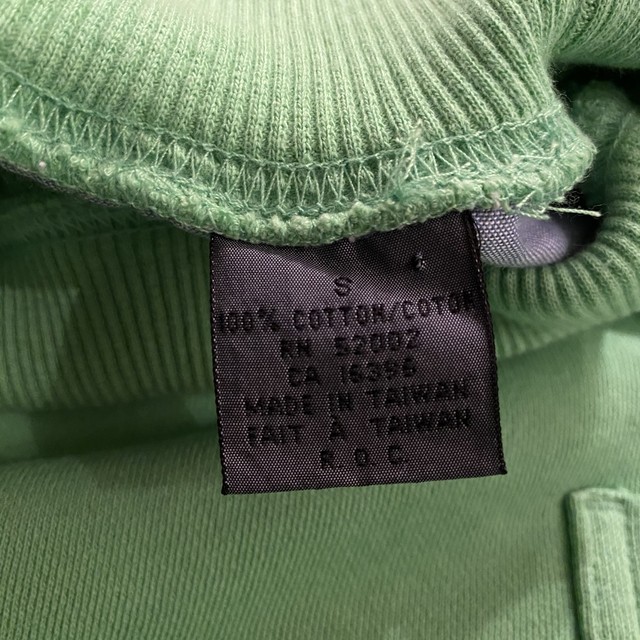 S
100% COTTON/COTON
RN 52002
CA 16356
MADE IN TAIWAN
FAIT À TAIWAN
R.O.C.